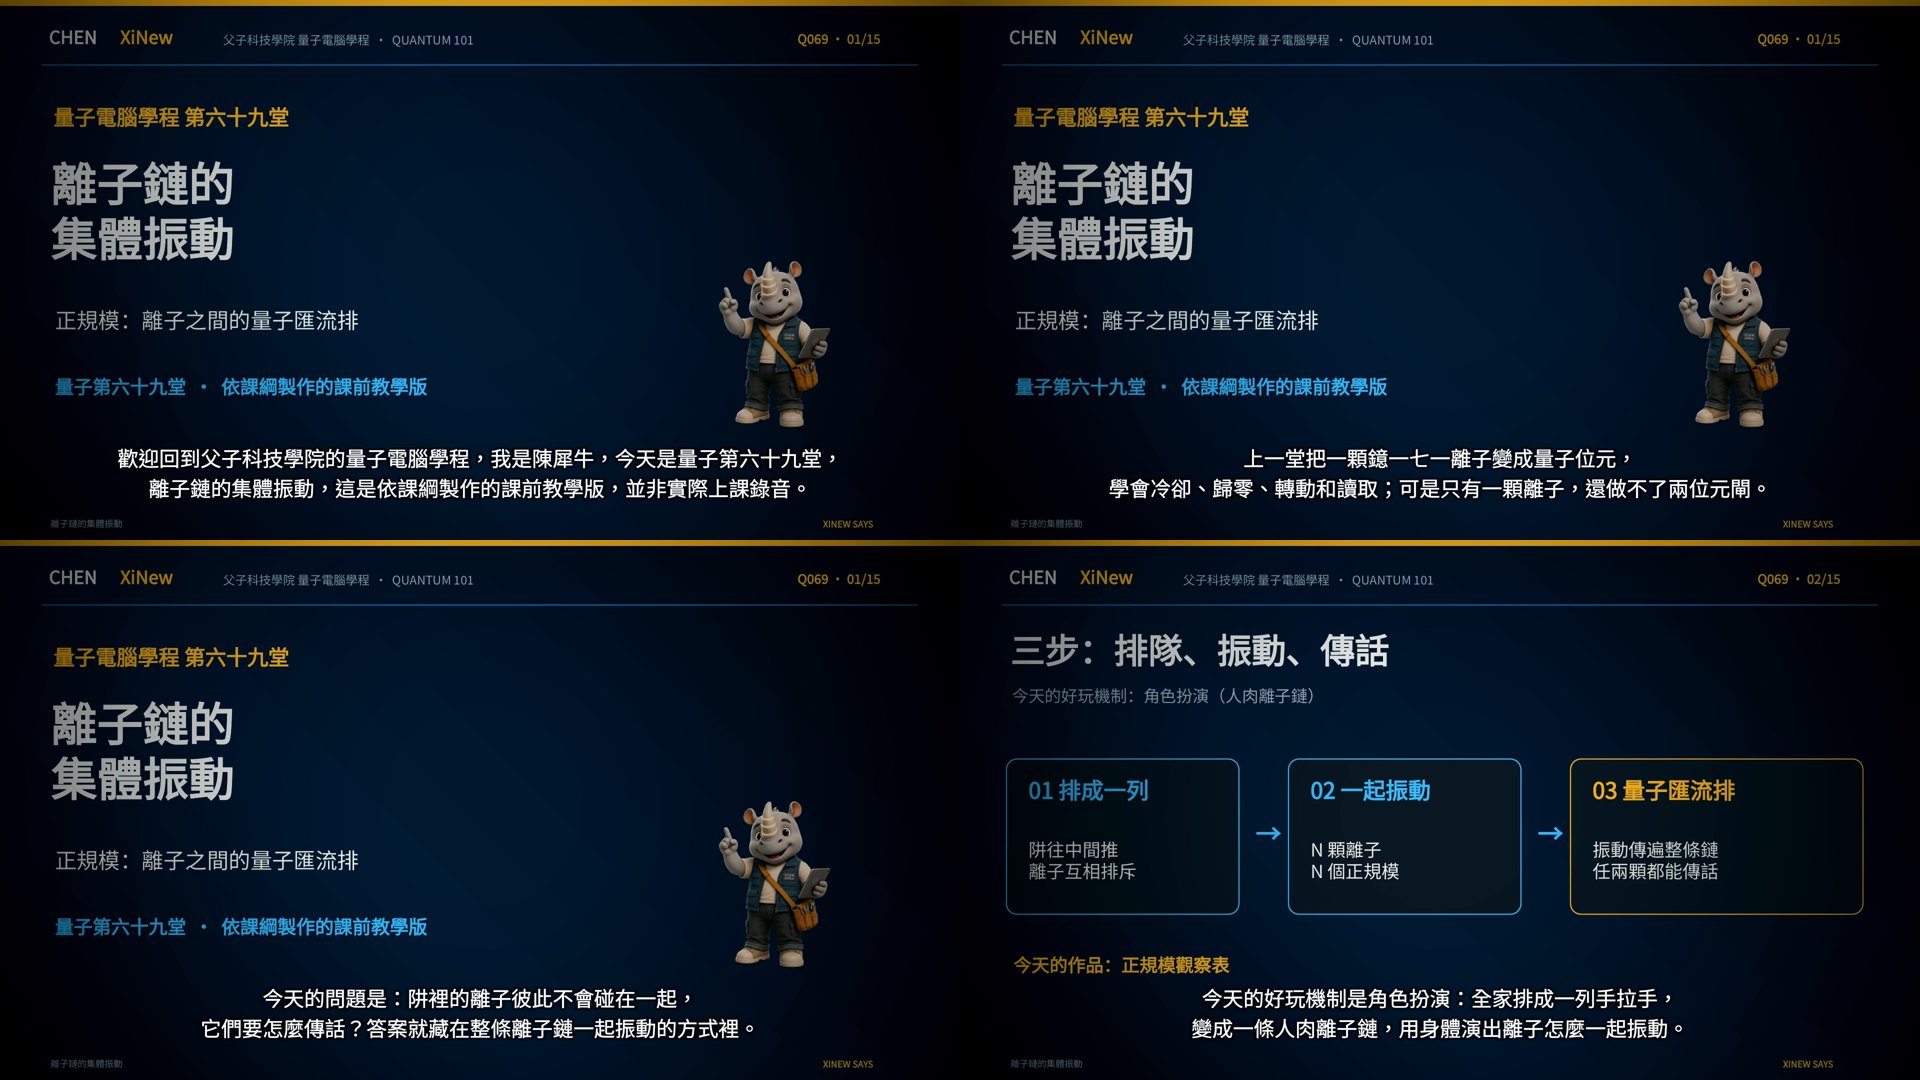 CHEN XiNew 父子科技學院 量子電腦學程 • QUANTUM 101 Q069 • 01/15
量子電腦學程 第六十九堂
離子鏈的
集體振動
正規模：離子之間的量子匯流排
量子第六十九堂 • 依課綱製作的課前教學版
歡迎回到父子科技學院的量子電腦學程，我是陳犀牛，今天是量子第六十九堂，
離子鏈的集體振動，這是依課綱製作的課前教學版，並非實際上課錄音。
離子鏈的集體振動 XINEW SAYS
CHEN XiNew 父子科技學院 量子電腦學程 • QUANTUM 101 Q069 • 01/15
量子電腦學程 第六十九堂
離子鏈的
集體振動
正規模：離子之間的量子匯流排
量子第六十九堂 • 依課綱製作的課前教學版
上一堂把一顆鐿一七一離子變成量子位元，
學會冷卻、歸零、轉動和讀取；可是只有一顆離子，還做不了兩位元閘。
離子鏈的集體振動 XINEW SAYS
CHEN XiNew 父子科技學院 量子電腦學程 • QUANTUM 101 Q069 • 01/15
量子電腦學程 第六十九堂
離子鏈的
集體振動
正規模：離子之間的量子匯流排
量子第六十九堂 • 依課綱製作的課前教學版
今天的問題是：阱裡的離子彼此不會碰在一起，
它們要怎麼傳話？答案就藏在整條離子鏈一起振動的方式裡。
離子鏈的集體振動 XINEW SAYS
CHEN XiNew 父子科技學院 量子電腦學程 • QUANTUM 101 Q069 • 02/15
三步：排隊、振動、傳話
今天的好玩機制：角色扮演（人肉離子鏈）
01 排成一列
阱往中間推
離子互相排斥
→
02 一起振動
N 顆離子
N 個正規模
→
03 量子匯流排
振動傳遍整條鏈
任兩顆都能傳話
今天的作品：正規模觀察表
今天的好玩機制是角色扮演：全家排成一列手拉手，
變成一條人肉離子鏈，用身體演出離子怎麼一起振動。
離子鏈的集體振動 XINEW SAYS